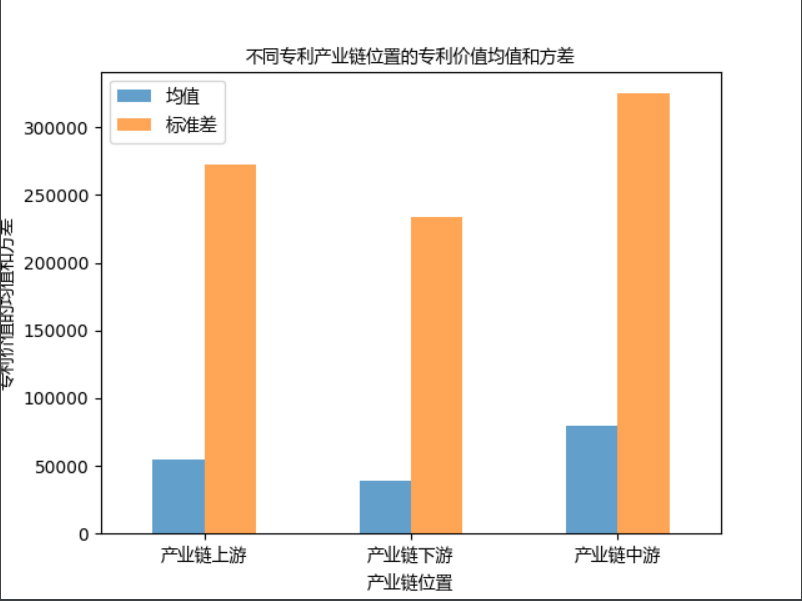 不同专利产业链位置的专利价值均值和方差
均值
标准差
300000
250000
200000
150000
100000
50000
0
专利价值的均值和方差
产业链上游
产业链下游
产业链中游
产业链位置